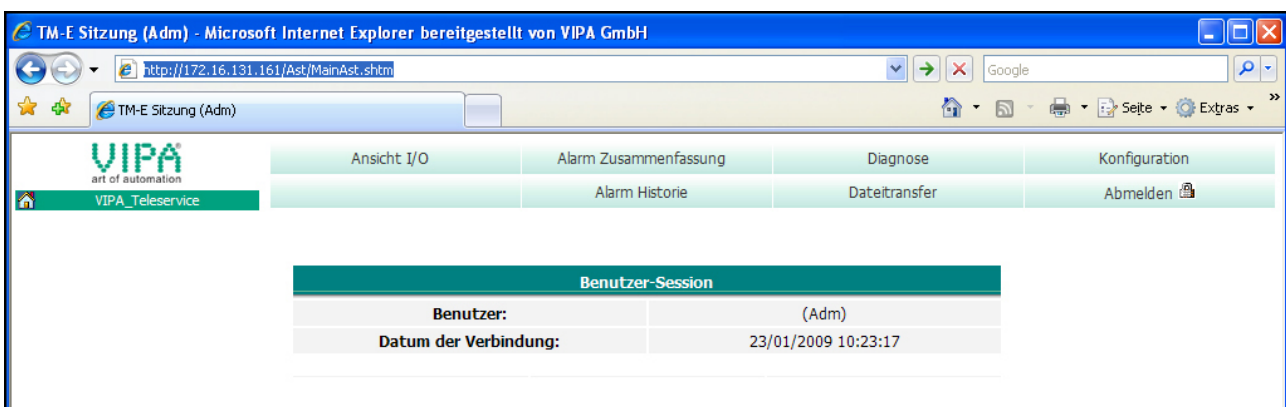 TM-E Sitzung (Adm) - Microsoft Internet Explorer bereitgestellt von VIPA GmbH
http://172.16.131.161/Ast/MainAst.shtm
Google
TM-E Sitzung (Adm)
Seite
Extras
»
VIPA
art of automation
Ansicht I/O
Alarm Zusammenfassung
Diagnose
Konfiguration
VIPA_Teleservice
Alarm Historie
Dateitransfer
Abmelden
Benutzer-Session
Benutzer: (Adm)
Datum der Verbindung: 23/01/2009 10:23:17